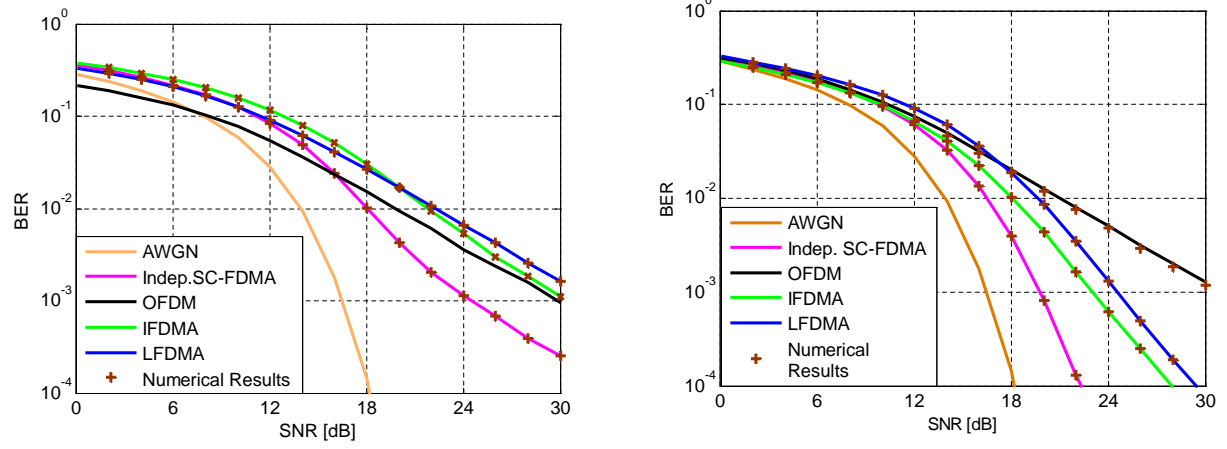 10^0
10^-1
10^-2
10^-3
10^-4
BER
AWGN
Indep.SC-FDMA
OFDM
IFDMA
LFDMA
Numerical Results
0 6 12 18 24 30
SNR [dB]
10^0
10^-1
10^-2
10^-3
10^-4
BER
AWGN
Indep. SC-FDMA
OFDM
IFDMA
LFDMA
Numerical
Results
0 6 12 18 24 30
SNR [dB]